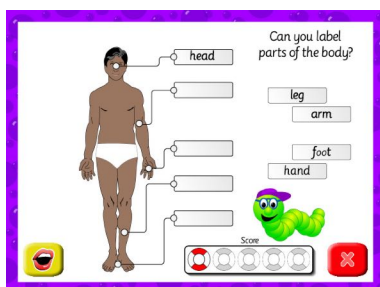 Can you label
parts of the body?
head
leg
arm
foot
hand
Score